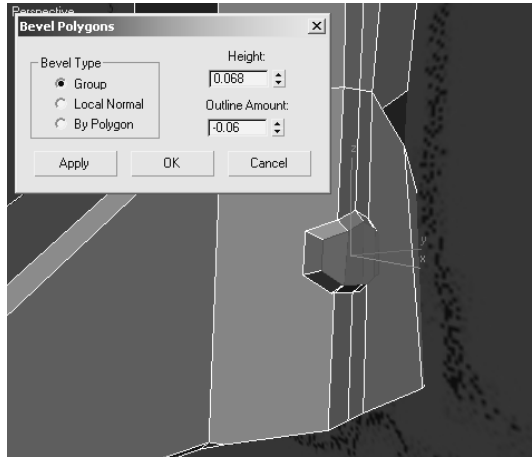 Perspective
Bevel Polygons
Bevel Type
Group
Local Normal
By Polygon
Height:
0.068
Outline Amount:
-0.06
Apply OK Cancel
z
y
x